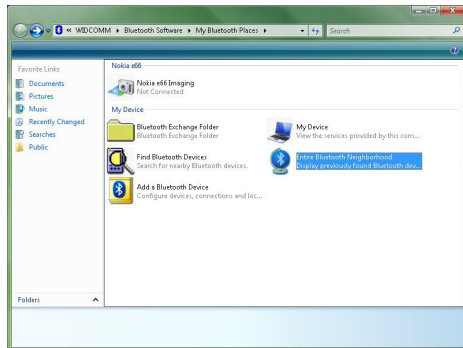 « WIDCOMM ▸ Bluetooth Software ▸ My Bluetooth Places ▸
Search
Favorite Links
Documents
Pictures
Music
Recently Changed
Searches
Public
Folders
Nokia e66
Nokia e66 Imaging
Not Connected
My Device
Bluetooth Exchange Folder
Bluetooth Exchange Folder
My Device
View the services provided by this com...
Find Bluetooth Devices
Search for nearby Bluetooth devices.
Entire Bluetooth Neighborhood
Display previously found Bluetooth dev...
Add a Bluetooth Device
Configure devices, connections and loc...